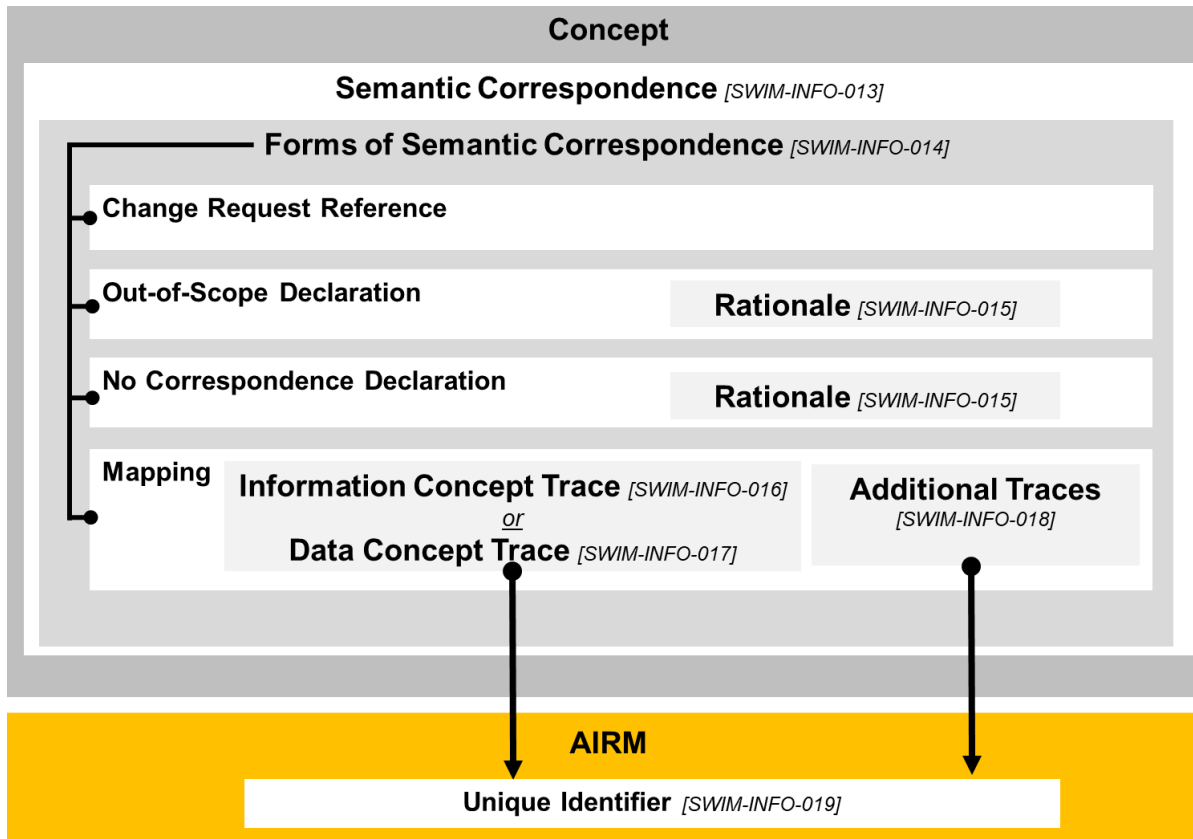 Concept
Semantic Correspondence [SWIM-INFO-013]
Forms of Semantic Correspondence [SWIM-INFO-014]
Change Request Reference
Out-of-Scope Declaration
Rationale [SWIM-INFO-015]
No Correspondence Declaration
Rationale [SWIM-INFO-015]
Mapping
Information Concept Trace [SWIM-INFO-016]
or
Data Concept Trace [SWIM-INFO-017]
Additional Traces
[SWIM-INFO-018]
AIRM
Unique Identifier [SWIM-INFO-019]